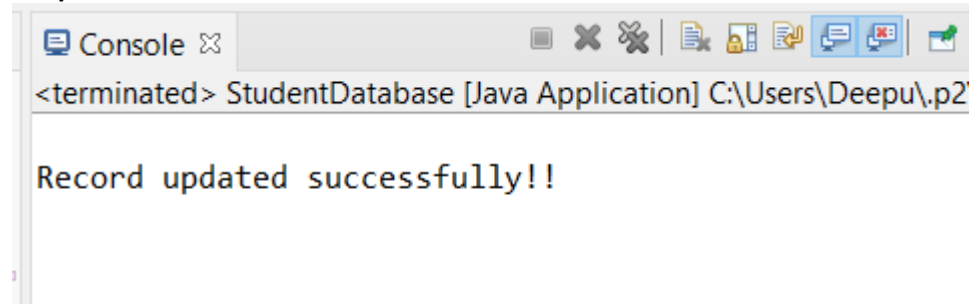 Console
<terminated> StudentDatabase [Java Application] C:\Users\Deepu\.p2\
Record updated successfully!!